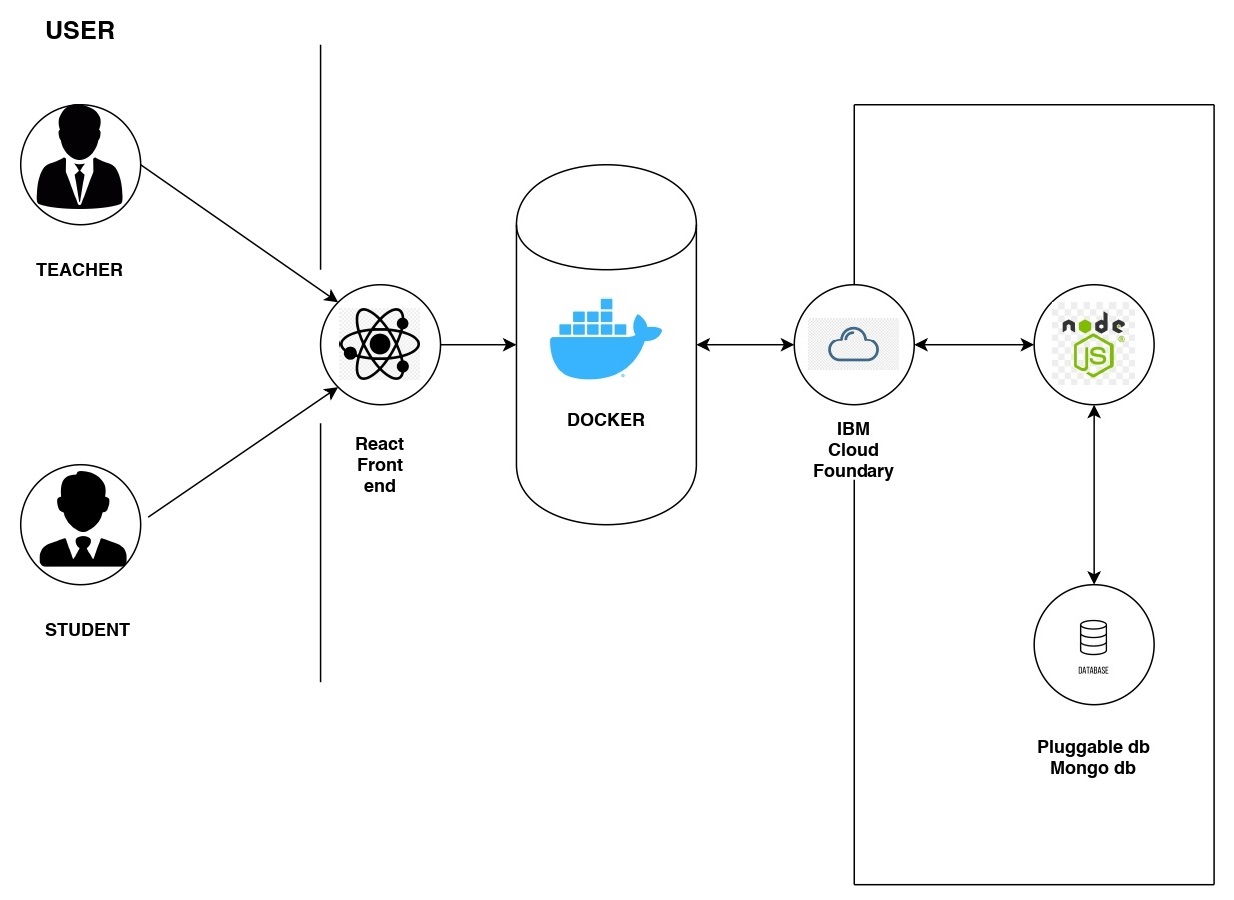 USER
TEACHER
STUDENT
React
Front
end
DOCKER
IBM
Cloud
Foundary
node
JS
®
DATABASE
Pluggable db
Mongo db